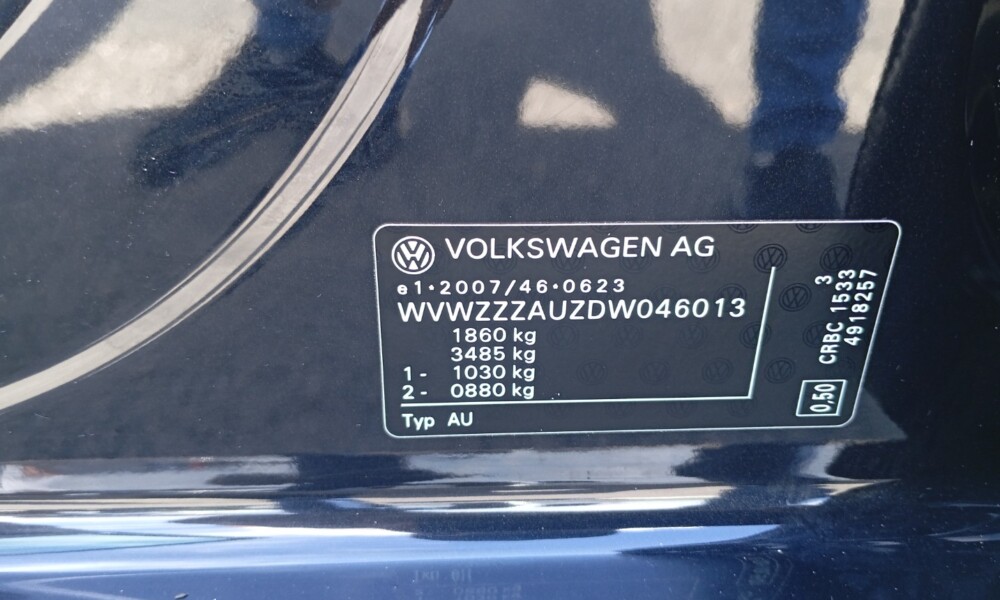 VOLKSWAGEN AG
e1*2007/46*0623
WVWZZZAUZDW046013
1860 kg
3485 kg
1- 1030 kg
2- 0880 kg
Typ AU
3
CRBC 1533
4918257
0,50